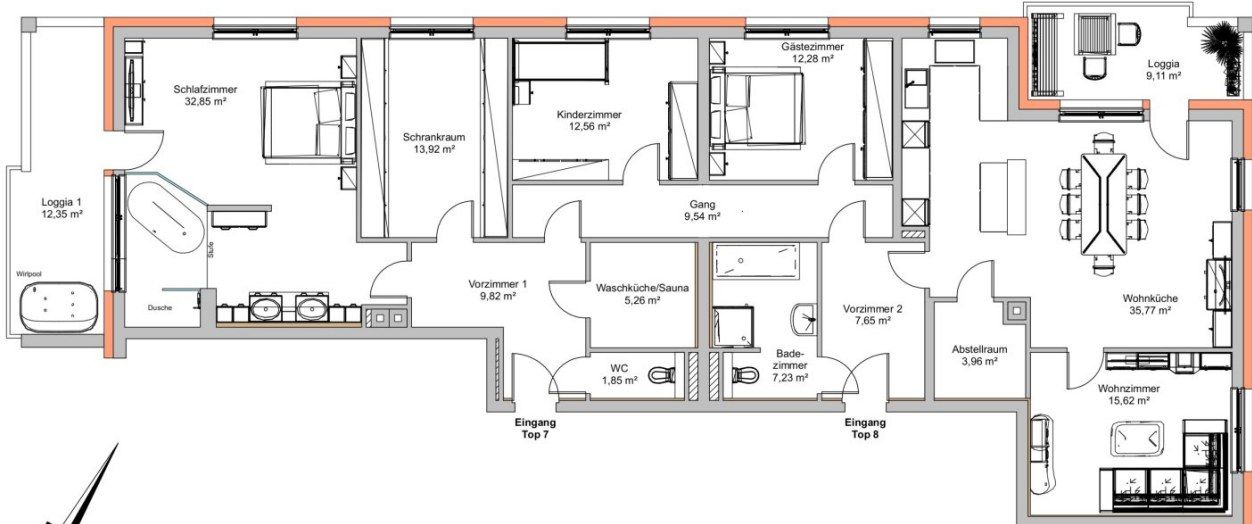 Schlafzimmer
32,85 m²
Schrankraum
13,92 m²
Kinderzimmer
12,56 m²
Gästezimmer
12,28 m²
Loggia
9,11 m²
Loggia 1
12,35 m²
Gang
9,54 m²
Stufe
Wirlpool
Dusche
Vorzimmer 1
9,82 m²
Waschküche/Sauna
5,26 m²
Vorzimmer 2
7,65 m²
Wohnküche
35,77 m²
WC
1,85 m²
Bade-
zimmer
7,23 m²
Abstellraum
3,96 m²
Wohnzimmer
15,62 m²
Eingang
Top 7
Eingang
Top 8